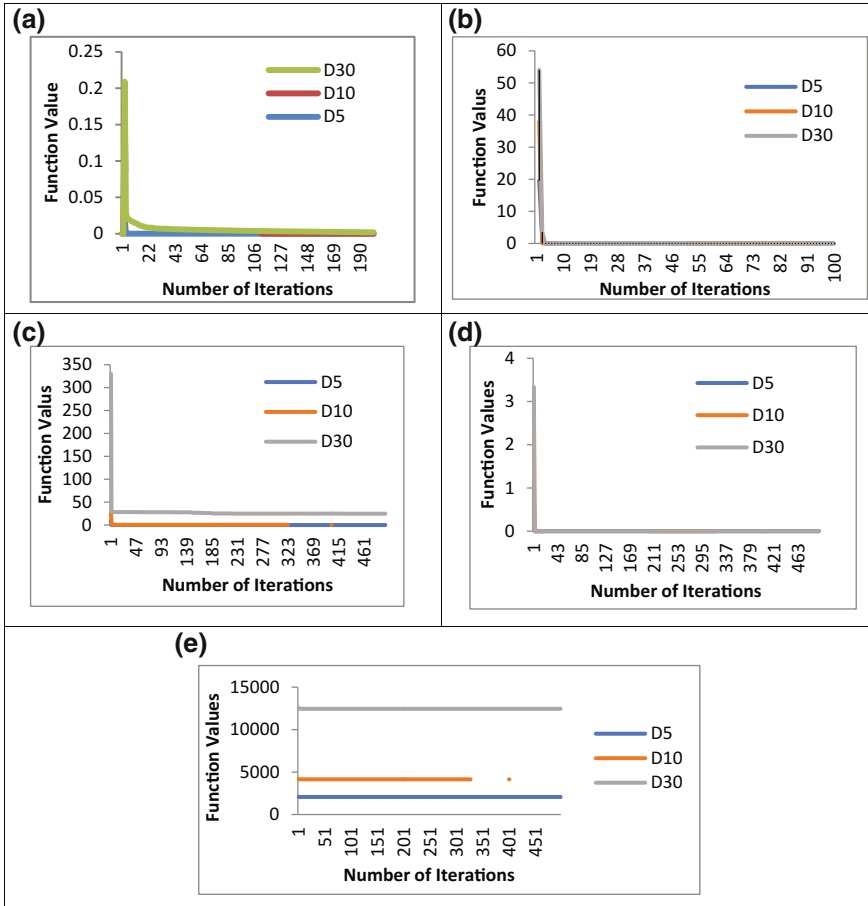 (a)
Function Value
0.25
0.2
0.15
0.1
0.05
0
D30
D10
D5
1 22 43 64 85 106 127 148 169 190
Number of Iterations
(b)
Function Valus
60
50
40
30
20
10
0
D5
D10
D30
1 10 19 28 37 46 55 64 73 82 91 100
Number of Iterations
(c)
Function Valus
350
300
250
200
150
100
50
0
D5
D10
D30
1 47 93 139 185 231 277 323 369 415 461
Number of Iterations
(d)
Function Values
4
3
2
1
0
D5
D10
D30
1 43 85 127 169 211 253 295 337 379 421 463
Number of Iterations
(e)
Function Values
15000
10000
5000
0
D5
D10
D30
1 51 101 151 201 251 301 351 401 451
Number of Iterations